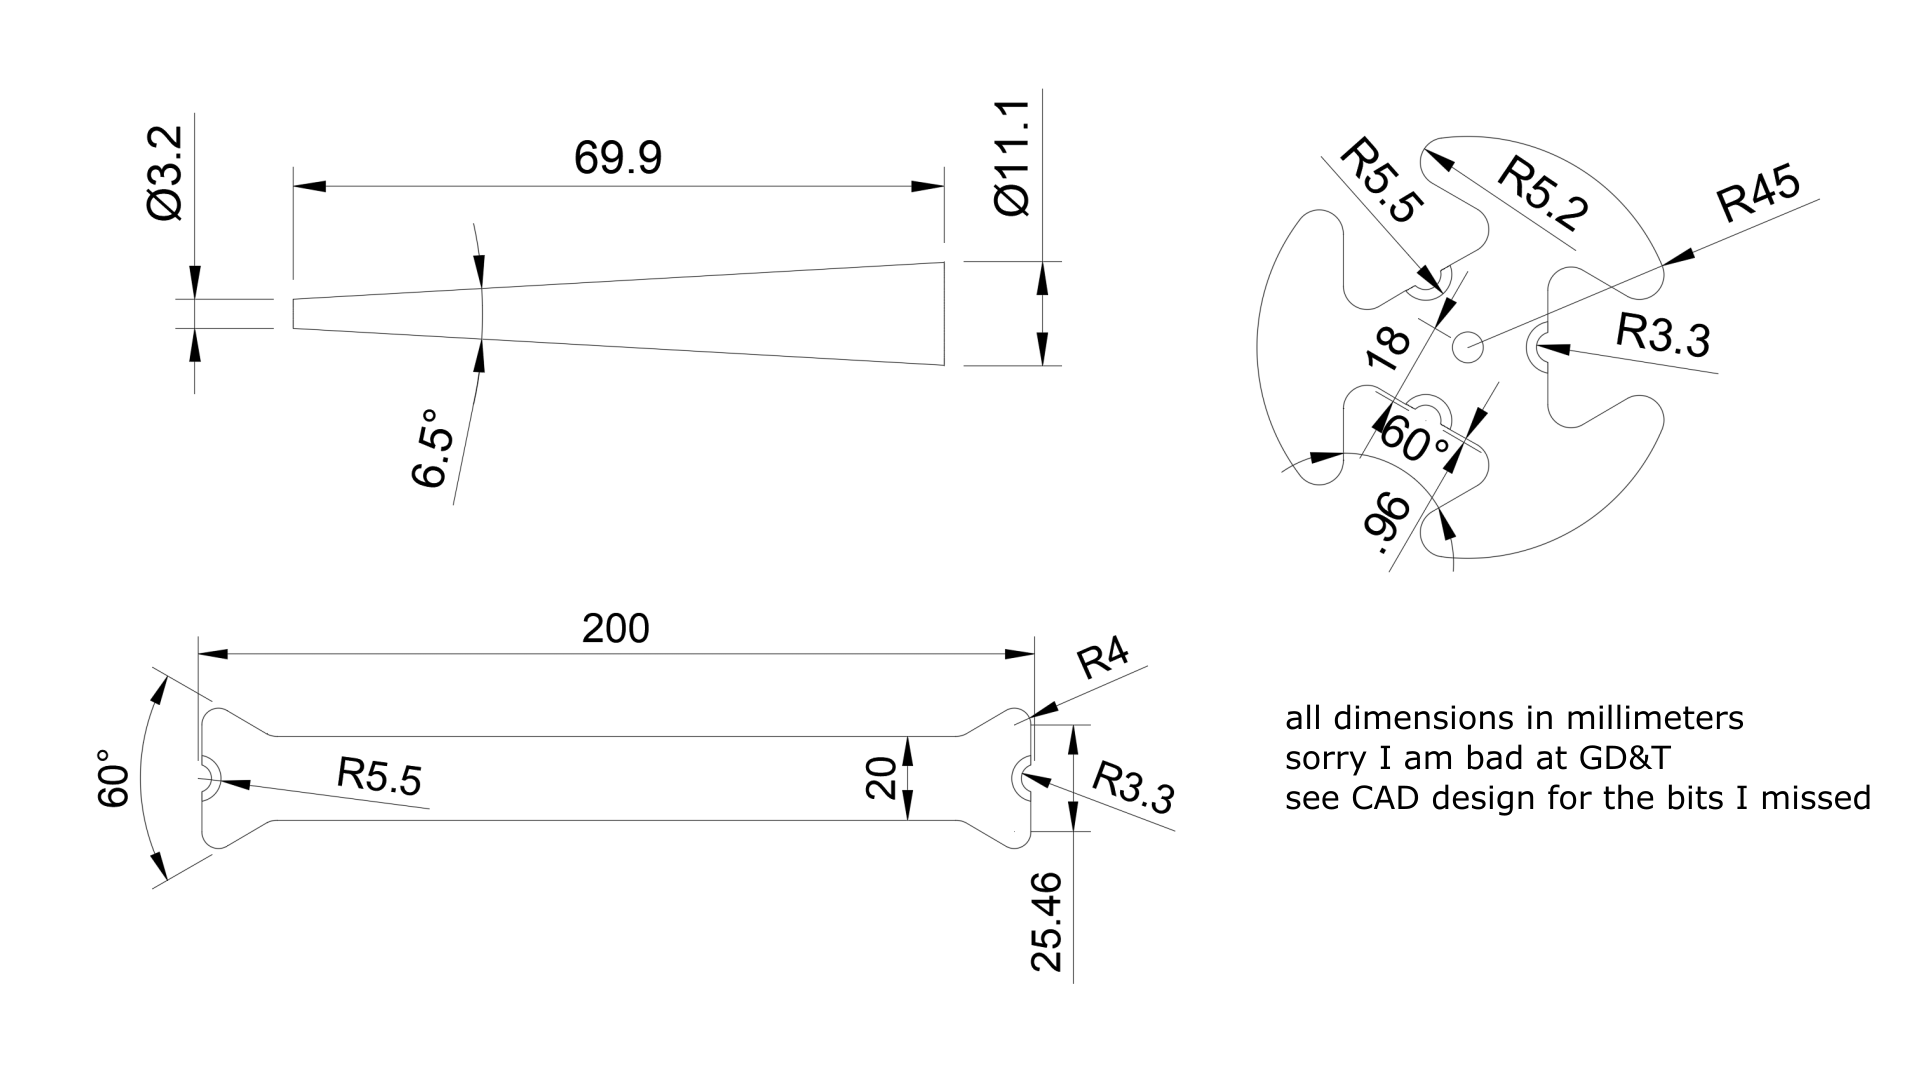 Ø3.2
69.9
Ø11.1
6.5°
R5.5
R5.2
R45
R3.3
18
60°
.96
200
R4
60°
R5.5
20
R3.3
25.46
all dimensions in millimeters
sorry I am bad at GD&T
see CAD design for the bits I missed